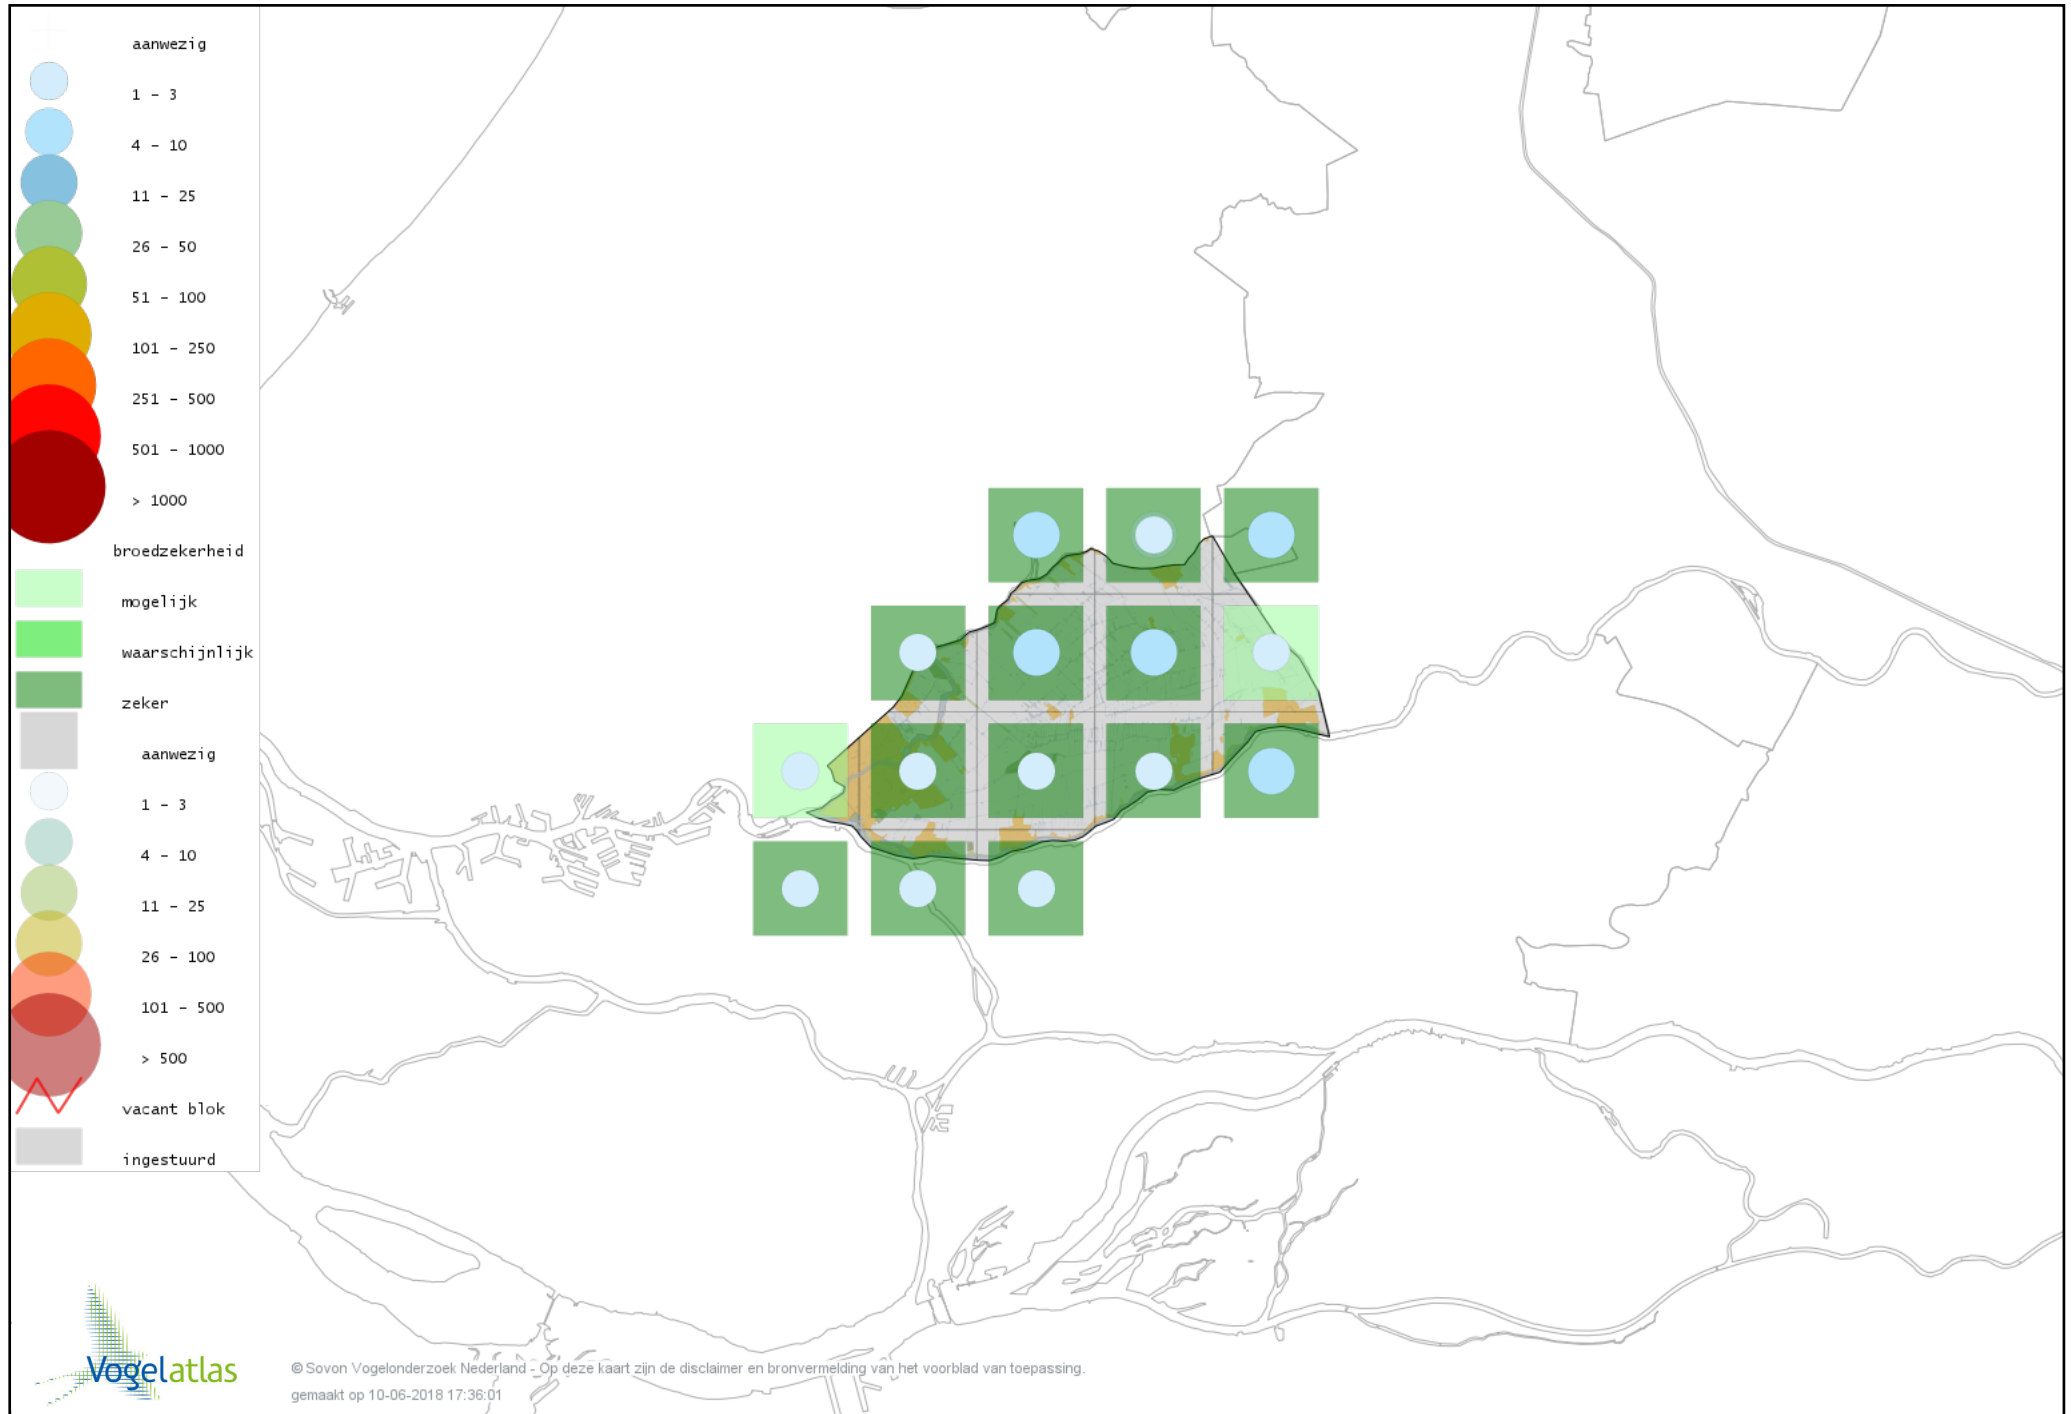 aanwezig
1 - 3
4 - 10
11 - 25
26 - 50
51 - 100
101 - 250
251 - 500
501 - 1000
> 1000
broedzekerheid
mogelijk
waarschijnlijk
zeker
aanwezig
1 - 3
4 - 10
11 - 25
26 - 100
101 - 500
> 500
vacant blok
ingestuurd
Vogelatlas
© Sovon Vogelonderzoek Nederland - Op deze kaart zijn de disclaimer en bronvermelding van het voorblad van toepassing.
gemaakt op 10-06-2018 17:36:01